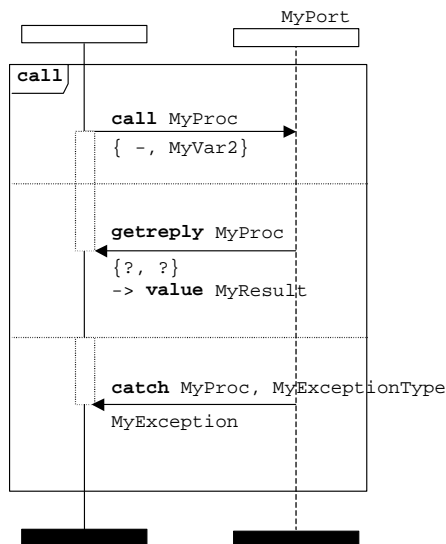 MyPort
call
call MyProc
{ -, MyVar2}
getreply MyProc
{?, ?}
-> value MyResult
catch MyProc, MyExceptionType
MyException